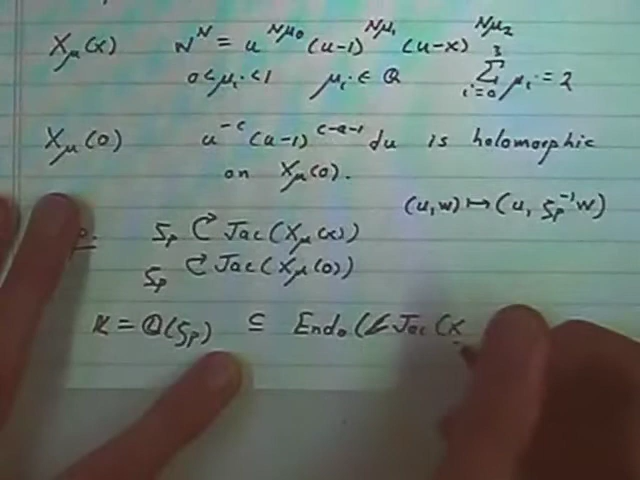 X_μ(x) w^N = u^{Nμ_0} (u-1)^{Nμ_1} (u-x)^{Nμ_2}
0<μ_i<1 μ_i ∈ ℚ Σ_{i=0}^{3} μ_i = 2
X_μ(0) u^{-c} (u-1)^{c-a-1} du is holomorphic
on X_μ(0).
(u,w) ↦ (u, ζ_p^{-1} w)
ζ_p ↻ Jac(X_μ(x))
ζ_p ↻ Jac(X_μ(0))
K = ℚ(ζ_p) ⊆ End_0 ( Jac(X